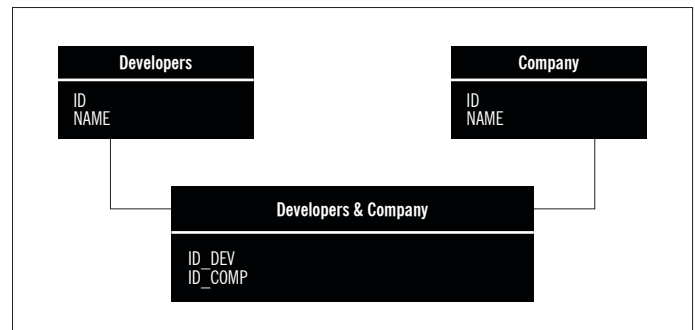 Developers
ID
NAME
Company
ID
NAME
Developers & Company
ID_DEV
ID_COMP